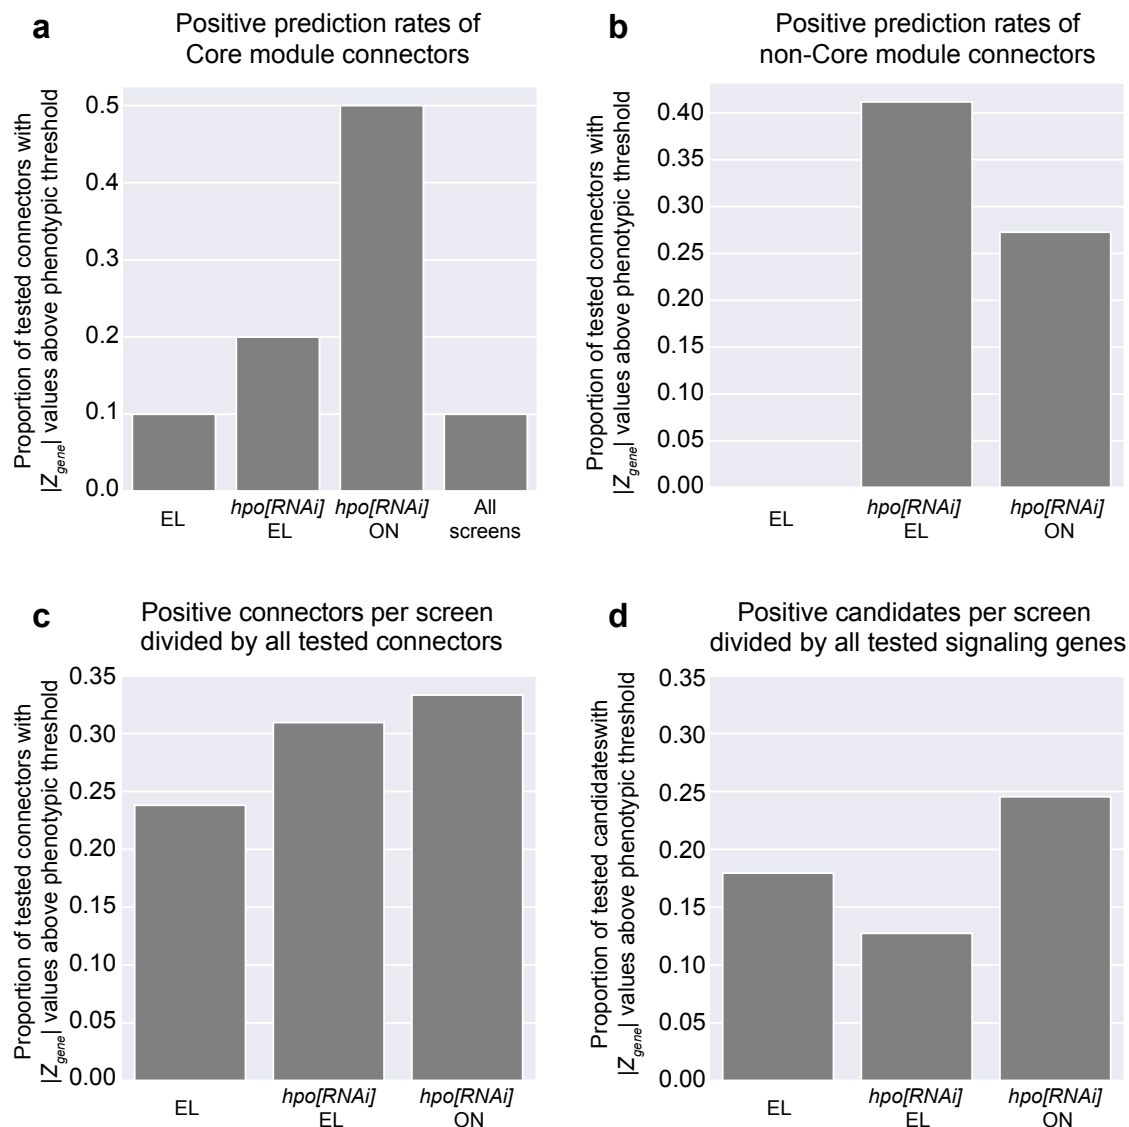 a
Positive prediction rates of
Core module connectors
Proportion of tested connectors with
|Zgene| values above phenotypic threshold
0.5
0.4
0.3
0.2
0.1
0.0
EL
hpo[RNAi]
EL
hpo[RNAi]
ON
All
screens
b
Positive prediction rates of
non-Core module connectors
Proportion of tested connectors with
|Zgene| values above phenotypic threshold
0.40
0.35
0.30
0.25
0.20
0.15
0.10
0.05
0.00
EL
hpo[RNAi]
EL
hpo[RNAi]
ON
c
Positive connectors per screen
divided by all tested connectors
Proportion of tested connectors with
|Zgene| values above phenotypic threshold
0.35
0.30
0.25
0.20
0.15
0.10
0.05
0.00
EL
hpo[RNAi]
EL
hpo[RNAi]
ON
d
Positive candidates per screen
divided by all tested signaling genes
Proportion of tested candidateswith
|Zgene| values above phenotypic threshold
0.35
0.30
0.25
0.20
0.15
0.10
0.05
0.00
EL
hpo[RNAi]
EL
hpo[RNAi]
ON